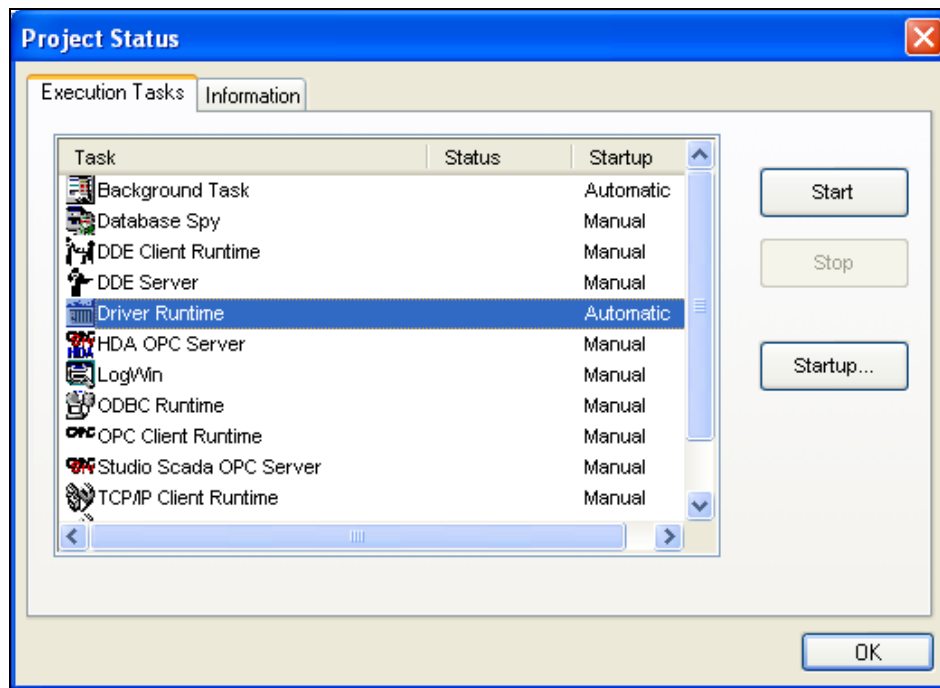 Project Status
Execution Tasks Information
Task Status Startup
Background Task Automatic
Database Spy Manual
DDE Client Runtime Manual
DDE Server Manual
Driver Runtime Automatic
HDA OPC Server Manual
LogWin Manual
ODBC Runtime Manual
OPC Client Runtime Manual
Studio Scada OPC Server Manual
TCP/IP Client Runtime Manual
Start
Stop
Startup...
OK